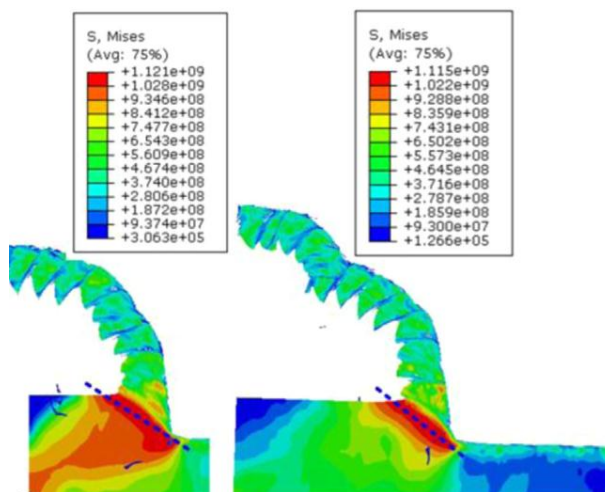 S, Mises
(Avg: 75%)
+1.121e+09
+1.028e+09
+9.346e+08
+8.412e+08
+7.477e+08
+6.543e+08
+5.609e+08
+4.674e+08
+3.740e+08
+2.806e+08
+1.872e+08
+9.374e+07
+3.063e+05
S, Mises
(Avg: 75%)
+1.115e+09
+1.022e+09
+9.288e+08
+8.359e+08
+7.431e+08
+6.502e+08
+5.573e+08
+4.645e+08
+3.716e+08
+2.787e+08
+1.859e+08
+9.300e+07
+1.266e+05